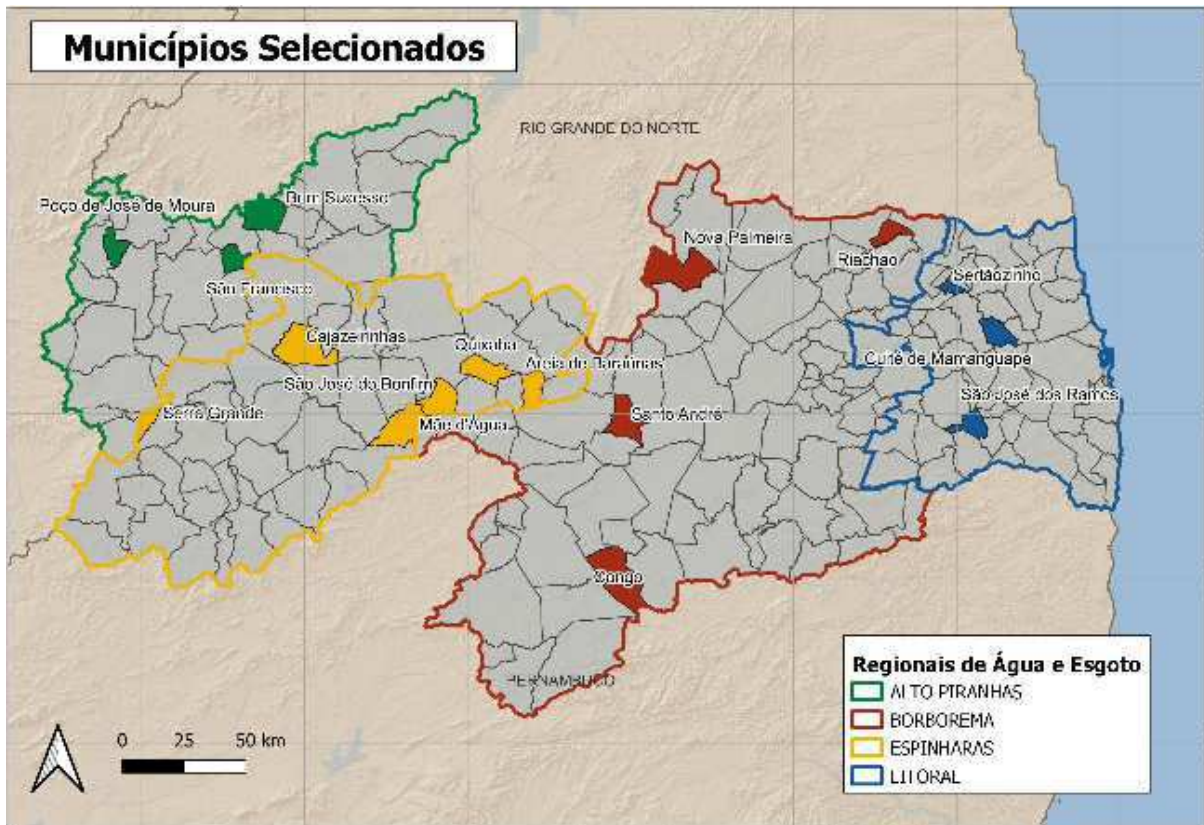 Municípios Selecionados
RIO GRANDE DO NORTE
Poço de José de Moura
Bom Sucesso
Nova Palmeira
Riachão
São Francisco
Sertãozinho
Cajazeirinhas
Quixaba
Areia de Baraúnas
Cuité de Mamanguape
São José do Bonfim
São José dos Ramos
Serra Grande
Mãe d'Água
Santo André
Congo
PERNAMBUCO
Regionais de Água e Esgoto
ALTO PIRANHAS
BORBOREMA
ESPINHARAS
LITORAL
0 25 50 km